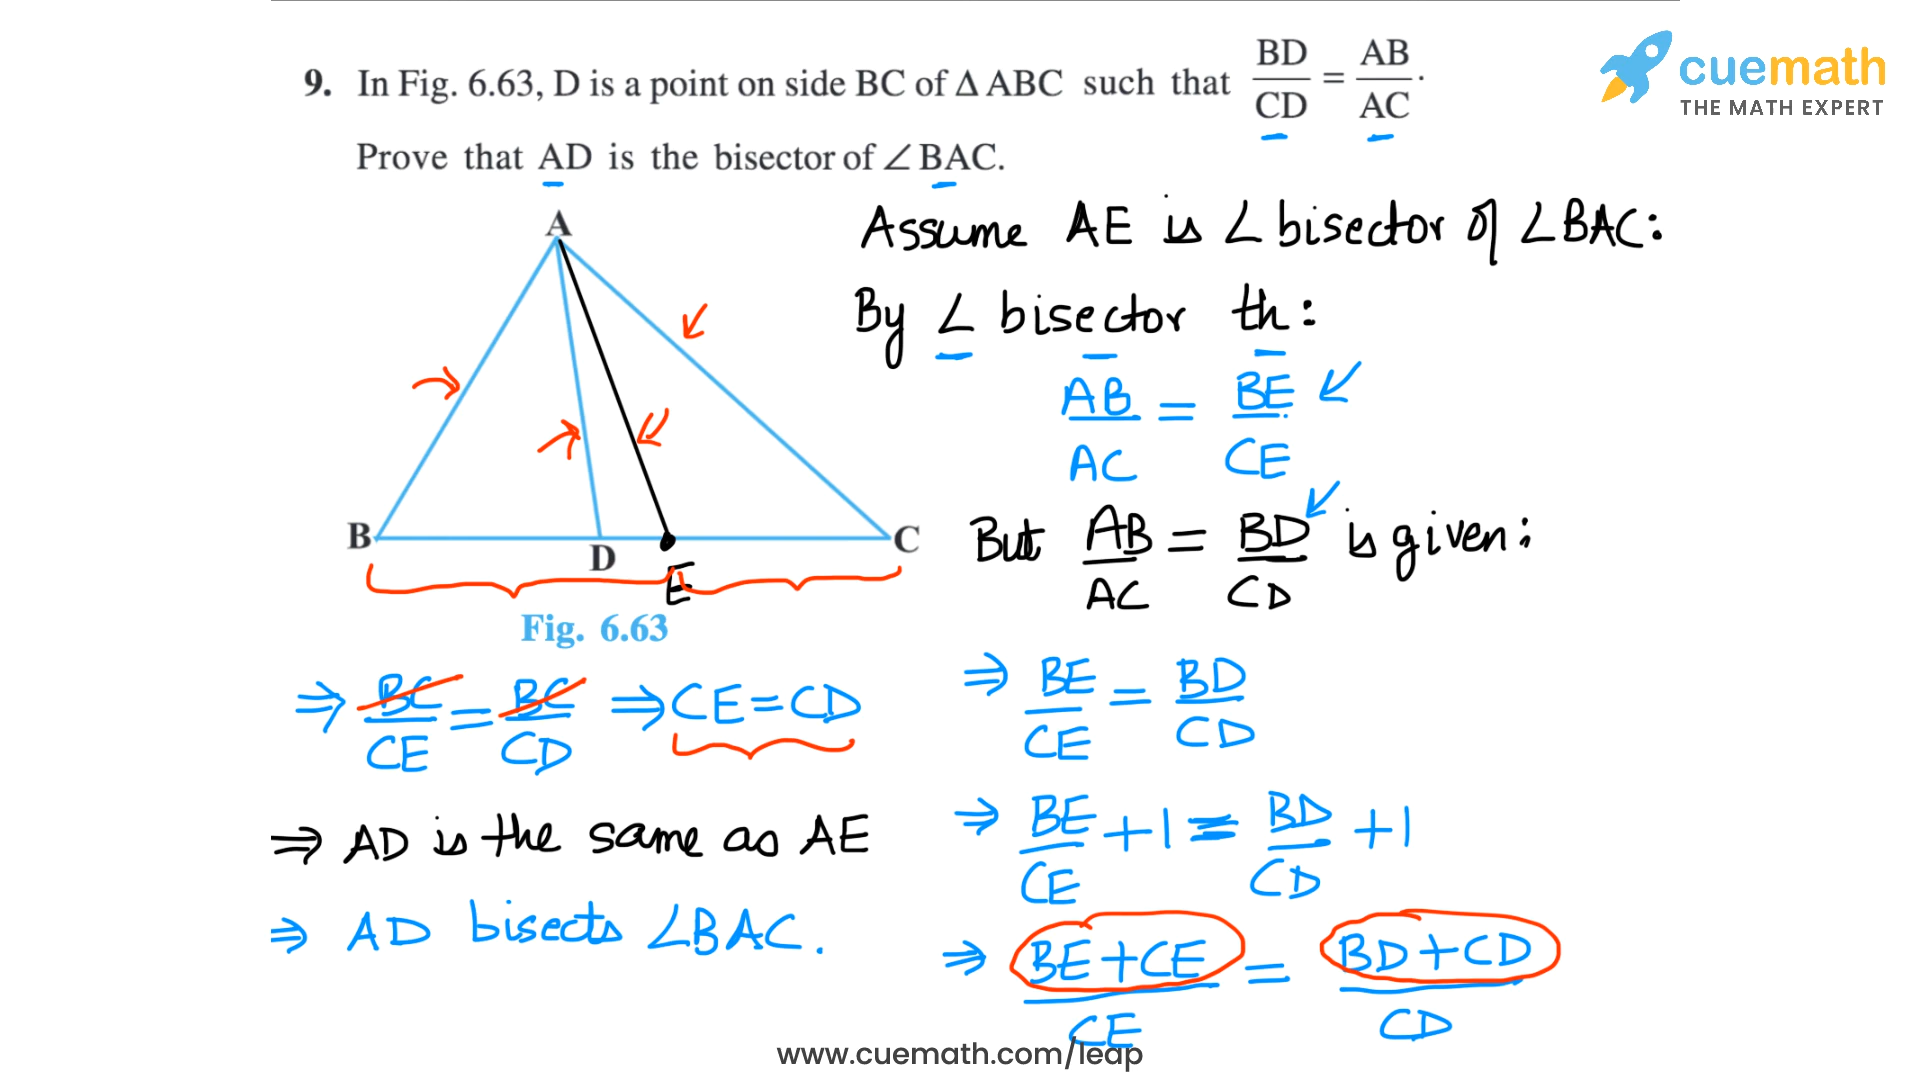 9. In Fig. 6.63, D is a point on side BC of Δ ABC such that BD/CD = AB/AC.
Prove that AD is the bisector of ∠ BAC.
cuemath
THE MATH EXPERT
A
B
D
E
C
Fig. 6.63
Assume AE is ∠ bisector of ∠BAC:
By ∠ bisector th:
AB/AC = BE/CE
But AB/AC = BD/CD is given:
⇒ BE/CE = BD/CD
⇒ BE/CE + 1 = BD/CD + 1
⇒ BE+CE/CE = BD+CD/CD
⇒ BC/CE = BC/CD ⇒ CE = CD
⇒ AD is the same as AE
⇒ AD bisects ∠BAC.
www.cuemath.com/leap